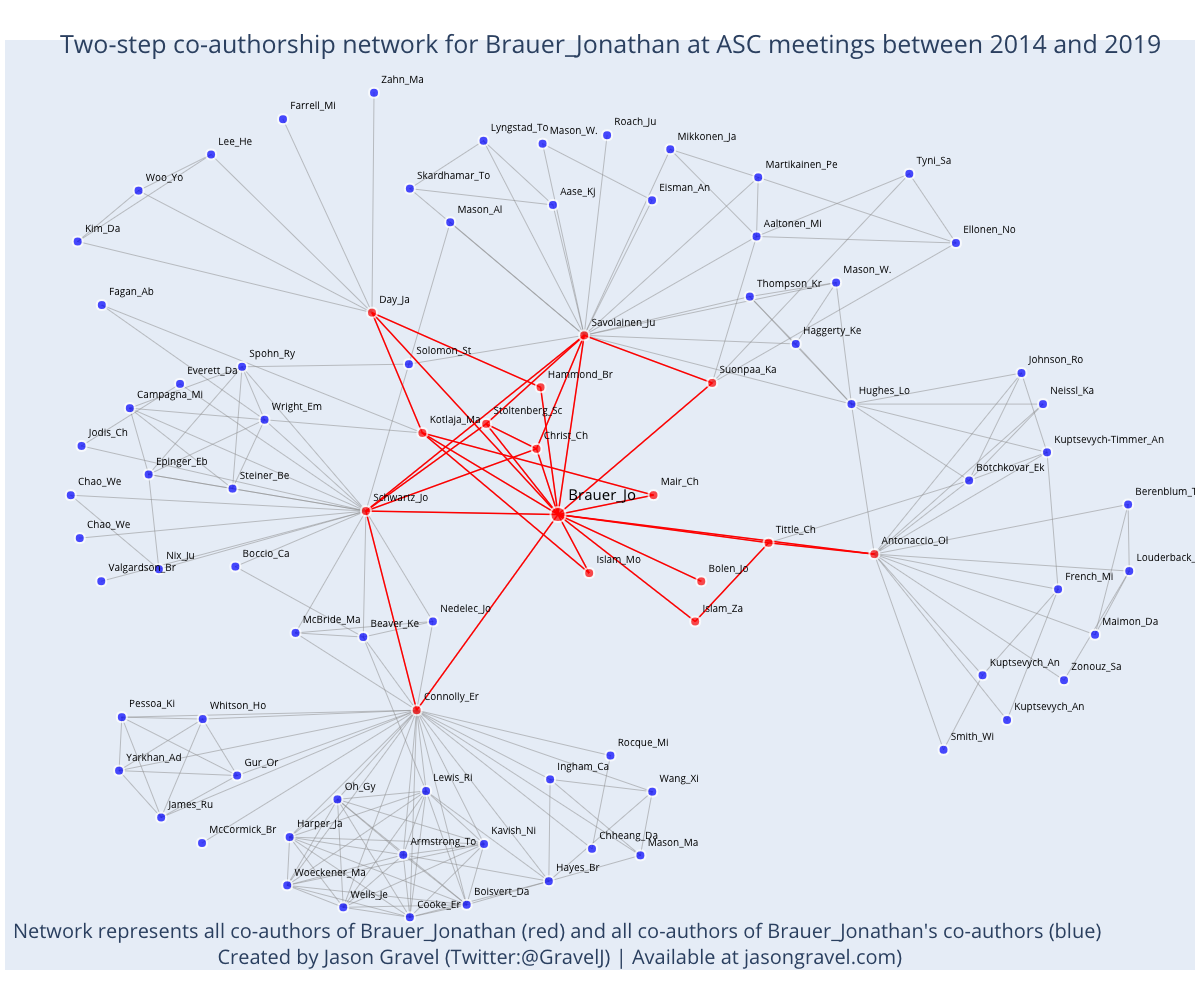 Two-step co-authorship network for Brauer_Jonathan at ASC meetings between 2014 and 2019
Zahn_Ma
Farrell_Mi
Lyngstad_To
Mason_W.
Roach_Ju
Mikkonen_Ja
Lee_He
Martikainen_Pe
Tyni_Sa
Woo_Yo
Skardhamar_To
Eisman_An
Aase_Kj
Mason_Al
Aaltonen_Mi
Kim_Da
Ellonen_No
Mason_W.
Thompson_Kr
Fagan_Ab
Day_Ja
Savolainen_Ju
Haggerty_Ke
Solomon_St
Spohn_Ry
Johnson_Ro
Everett_Da
Hammond_Br
Suonpaa_Ka
Campagna_Mi
Hughes_Lo
Neissl_Ka
Wright_Em
Stoltenberg_Sc
Kotlaja_Ma
Jodis_Ch
Christ_Ch
Kuptsevych-Timmer_An
Epinger_Eb
Steiner_Be
Botchkovar_Ek
Chao_We
Schwartz_Jo
Brauer_Jo
Mair_Ch
Berenblum_T
Chao_We
Tittle_Ch
Antonaccio_Ol
Nix_Ju
Boccio_Ca
Valgardson_Br
Islam_Mo
Bolen_Jo
Louderback_
French_Mi
McBride_Ma
Beaver_Ke
Nedelec_Jo
Islam_Za
Maimon_Da
Kuptsevych_An
Zonouz_Sa
Connolly_Er
Pessoa_Ki
Whitson_Ho
Kuptsevych_An
Smith_Wi
Rocque_Mi
Yarkhan_Ad
Gur_Or
Ingham_Ca
Wang_Xi
Oh_Gy
Lewis_Ri
James_Ru
McCormick_Br
Harper_Ja
Kavish_Ni
Armstrong_To
Chheang_Da
Mason_Ma
Woeckener_Ma
Hayes_Br
Wells_Je
Cooke_Er
Boisvert_Da
Network represents all co-authors of Brauer_Jonathan (red) and all co-authors of Brauer_Jonathan's co-authors (blue)
Created by Jason Gravel (Twitter:@GravelJ) | Available at jasongravel.com)